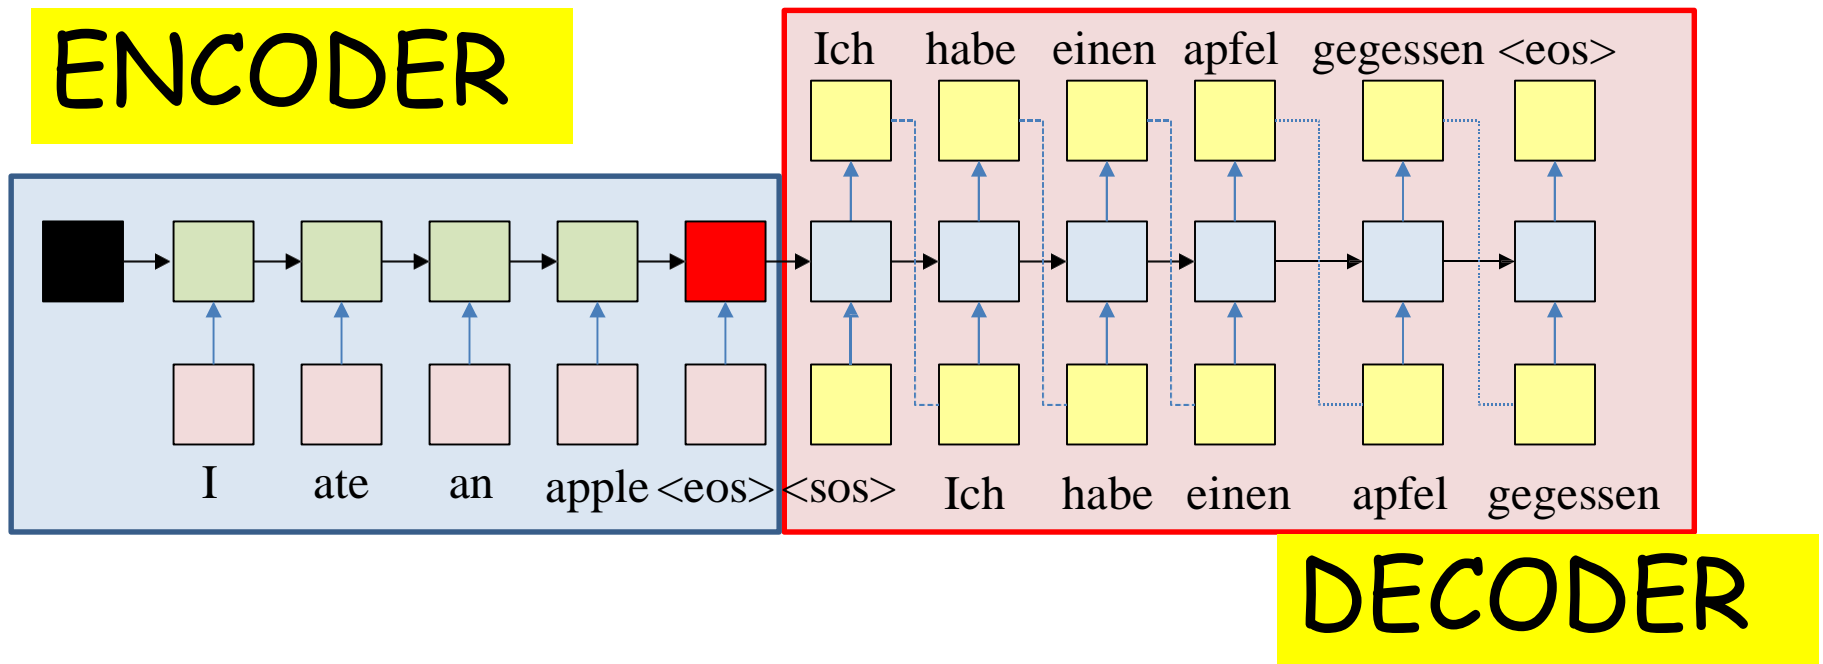 ENCODER
Ich habe einen apfel gegessen <eos>
I ate an apple <eos> <sos> Ich habe einen apfel gegessen
DECODER